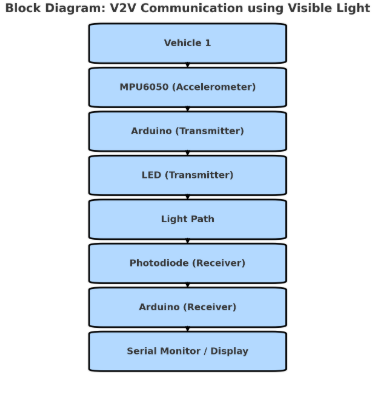 Block Diagram: V2V Communication using Visible Light
Vehicle 1
MPU6050 (Accelerometer)
Arduino (Transmitter)
LED (Transmitter)
Light Path
Photodiode (Receiver)
Arduino (Receiver)
Serial Monitor / Display